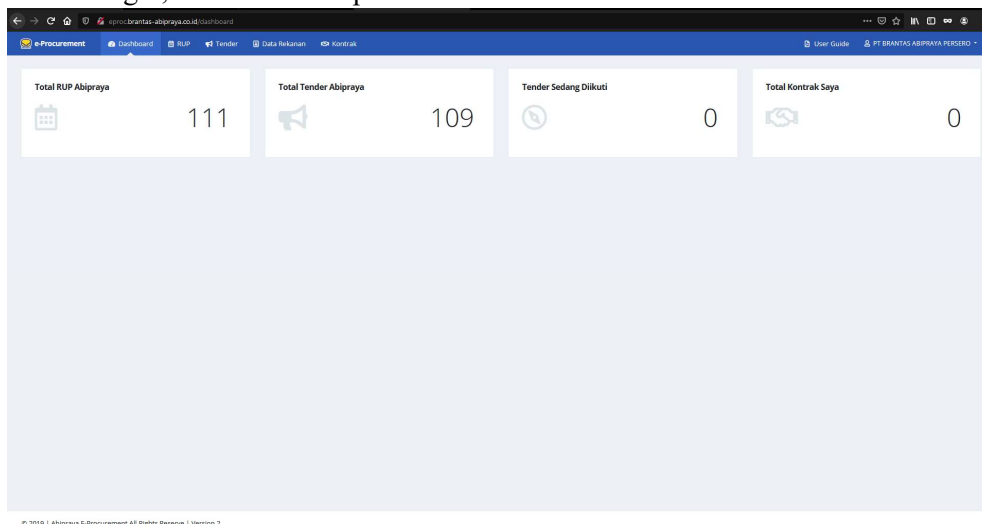 eproc.brantas-abipraya.co.id/dashboard
e-Procurement Dashboard RUP Tender Data Rekanan Kontrak User Guide PT BRANTAS ABIPRAYA PERSERO
Total RUP Abipraya Total Tender Abipraya Tender Sedang Diikuti Total Kontrak Saya
111 109 0 0
© 2019 | Abipraya E-Procurement All Rights Reserve | Version 2